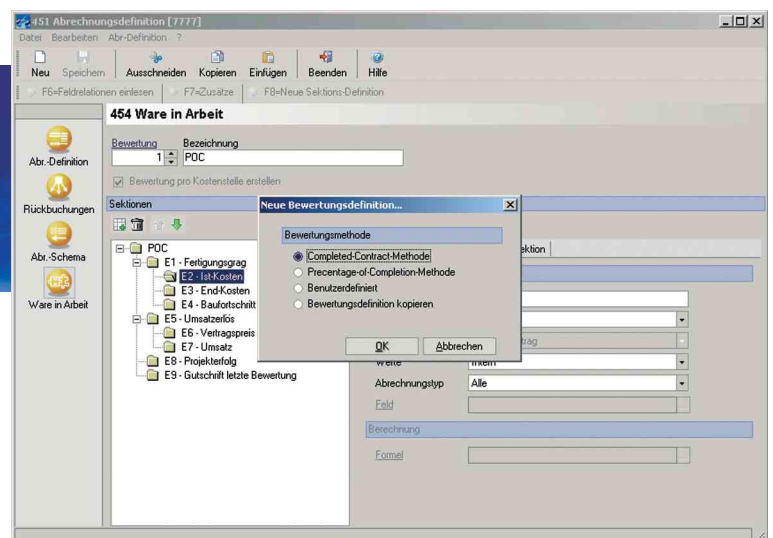 451 Abrechnungsdefinition [7777]
Datei Bearbeiten Abr-Definition ?
Neu Speichern Ausschneiden Kopieren Einfügen Beenden Hilfe
F6=Feldrelationen einlesen F7=Zusätze F8=Neue Sektions-Definition
454 Ware in Arbeit
Abr.-Definition
Rückbuchungen
Abr.-Schema
Ware in Arbeit
Bewertung Bezeichnung
1 POC
Bewertung pro Kostenstelle erstellen
Sektionen
POC
E1 - Fertigungsgrag
E2 - Ist-Kosten
E3 - End-Kosten
E4 - Baufortschritt
E5 - Umsatzerlös
E6 - Vertragspreis
E7 - Umsatz
E8 - Projekterfolg
E9 - Gutschrift letzte Bewertung
Neue Bewertungsdefinition...
Bewertungsmethode
Completed-Contract-Methode
Precentage-of-Completion-Methode
Benutzerdefiniert
Bewertungsdefinition kopieren
OK Abbrechen
ektion
trag
Werte Intern
Abrechnungstyp Alle
Feld
Berechnung
Formel